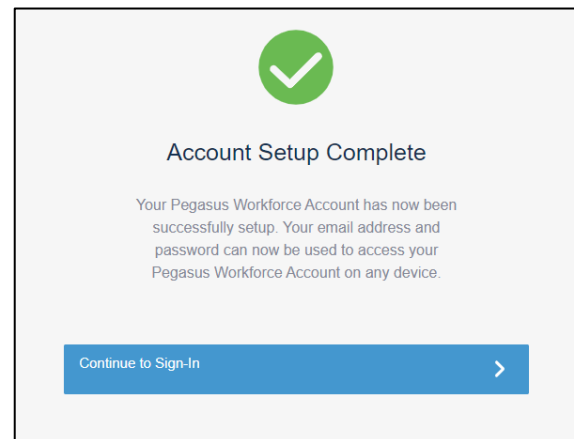 Account Setup Complete
Your Pegasus Workforce Account has now been
successfully setup. Your email address and
password can now be used to access your
Pegasus Workforce Account on any device.
Continue to Sign-In